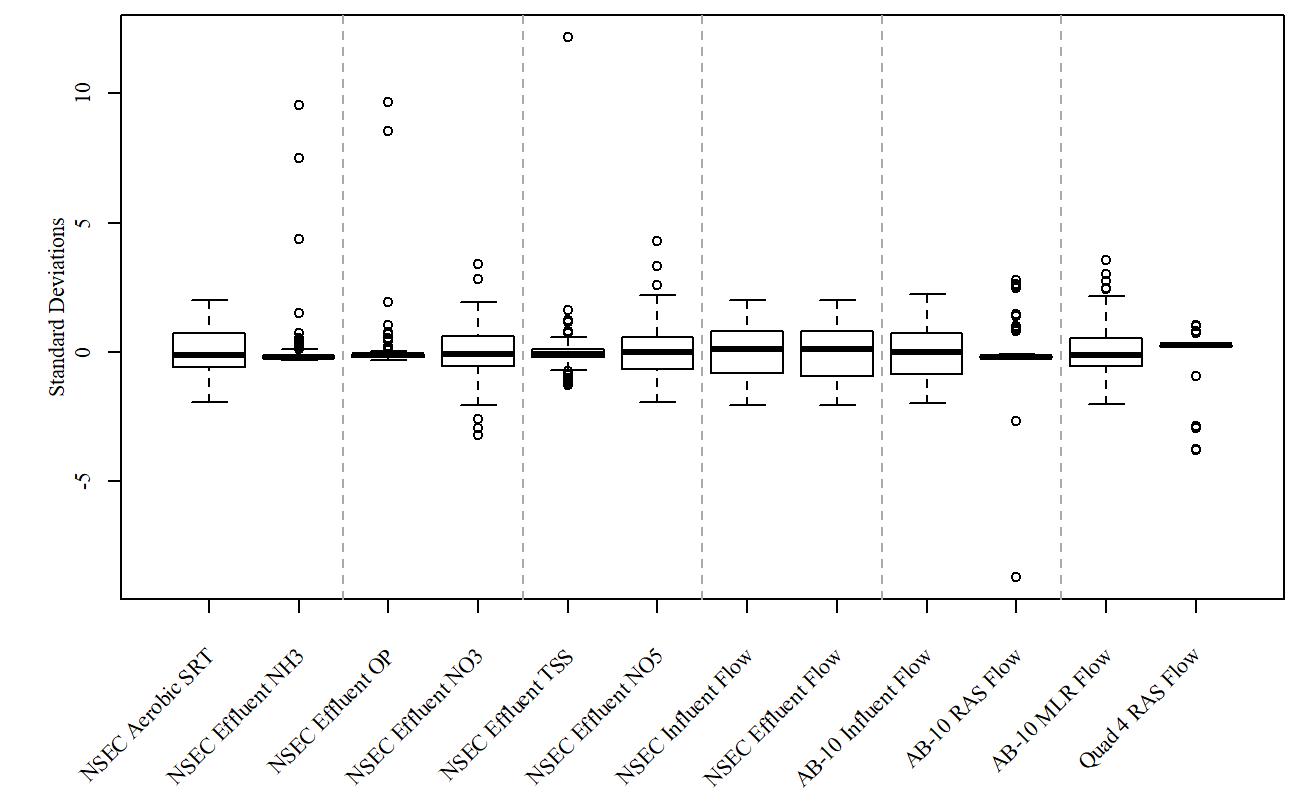 Standard Deviations
10
5
0
-5
NSEC Aerobic SRT
NSEC Effluent NH3
NSEC Effluent OP
NSEC Effluent NO3
NSEC Effluent TSS
NSEC Effluent NO5
NSEC Influent Flow
NSEC Effluent Flow
AB-10 Influent Flow
AB-10 RAS Flow
AB-10 MLR Flow
Quad 4 RAS Flow